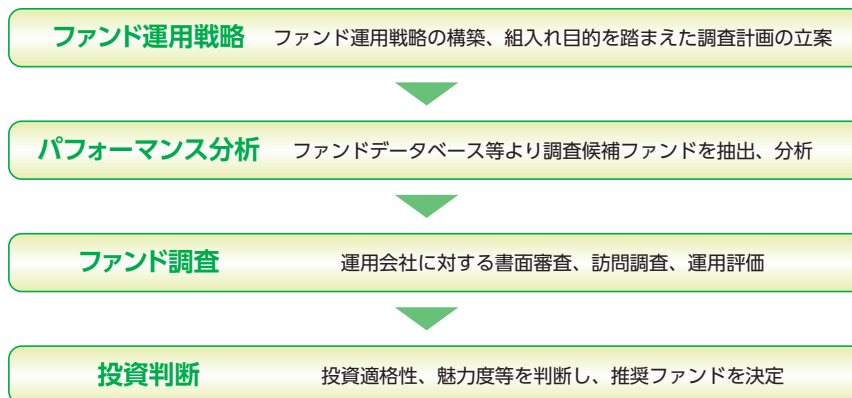 ファンド運用戦略 ファンド運用戦略の構築、組入れ目的を踏まえた調査計画の立案
パフォーマンス分析 ファンドデータベース等より調査候補ファンドを抽出、分析
ファンド調査 運用会社に対する書面審査、訪問調査、運用評価
投資判断 投資適格性、魅力度等を判断し、推奨ファンドを決定